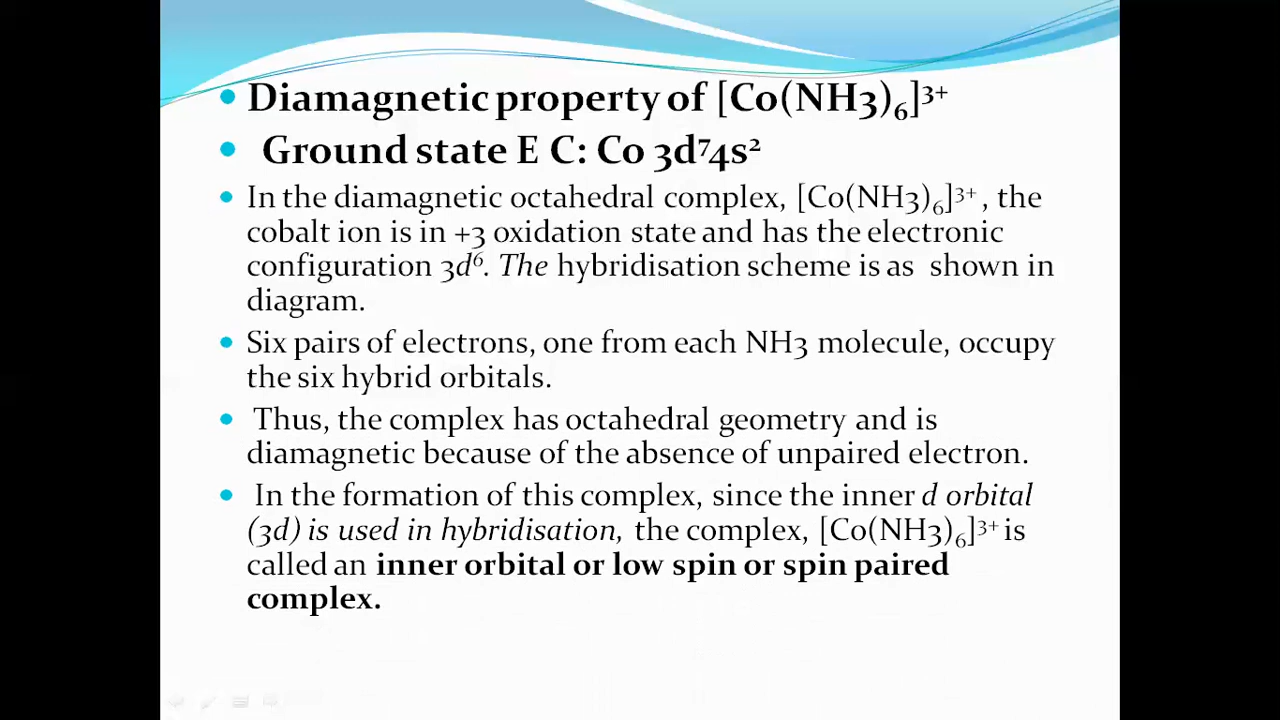 • Diamagnetic property of [Co(NH3)₆]³⁺
• Ground state E C: Co 3d⁷4s²
• In the diamagnetic octahedral complex, [Co(NH3)₆]³⁺ , the
cobalt ion is in +3 oxidation state and has the electronic
configuration 3d⁶. The hybridisation scheme is as shown in
diagram.
• Six pairs of electrons, one from each NH3 molecule, occupy
the six hybrid orbitals.
• Thus, the complex has octahedral geometry and is
diamagnetic because of the absence of unpaired electron.
• In the formation of this complex, since the inner d orbital
(3d) is used in hybridisation, the complex, [Co(NH3)₆]³⁺ is
called an inner orbital or low spin or spin paired
complex.